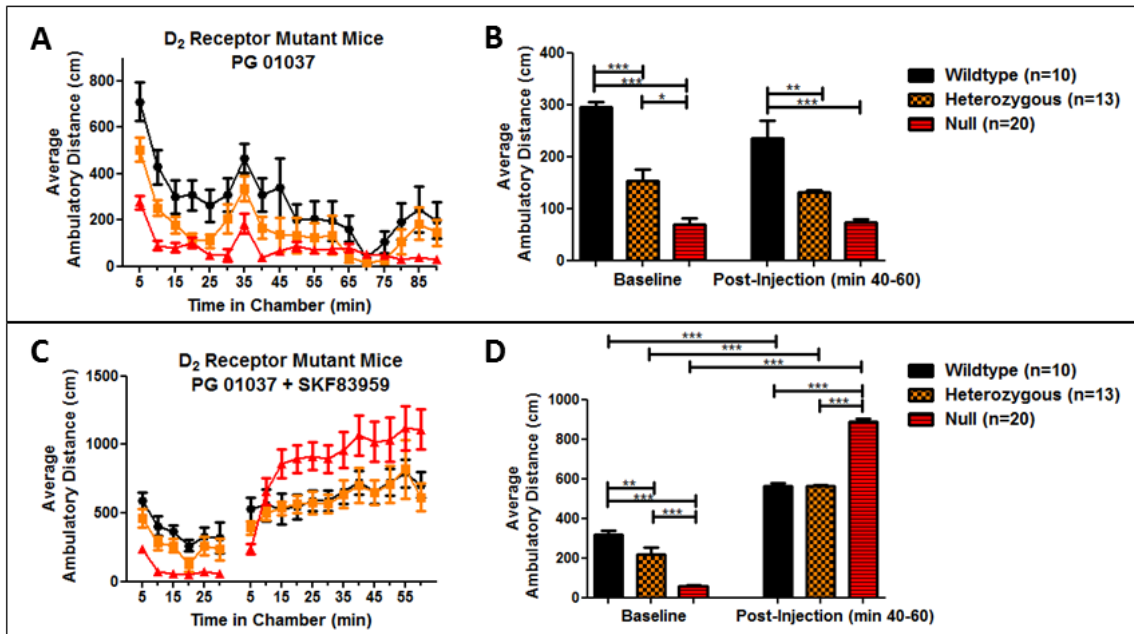 A
D₂ Receptor Mutant Mice
PG 01037
Average
Ambulatory Distance (cm)
800
600
400
200
0
5
15
25
35
45
55
65
75
85
Time in Chamber (min)
B
Average
Ambulatory Distance (cm)
400
300
200
100
0
***
***
*
**
***
Baseline
Post-Injection (min 40-60)
Wildtype (n=10)
Heterozygous (n=13)
Null (n=20)
C
D₂ Receptor Mutant Mice
PG 01037 + SKF83959
Average
Ambulatory Distance (cm)
1500
1000
500
0
5
15
25
5
15
25
35
45
55
Time in Chamber (min)
D
Average
Ambulatory Distance (cm)
1000
800
600
400
200
0
***
***
***
***
***
**
***
***
Baseline
Post-Injection (min 40-60)
Wildtype (n=10)
Heterozygous (n=13)
Null (n=20)